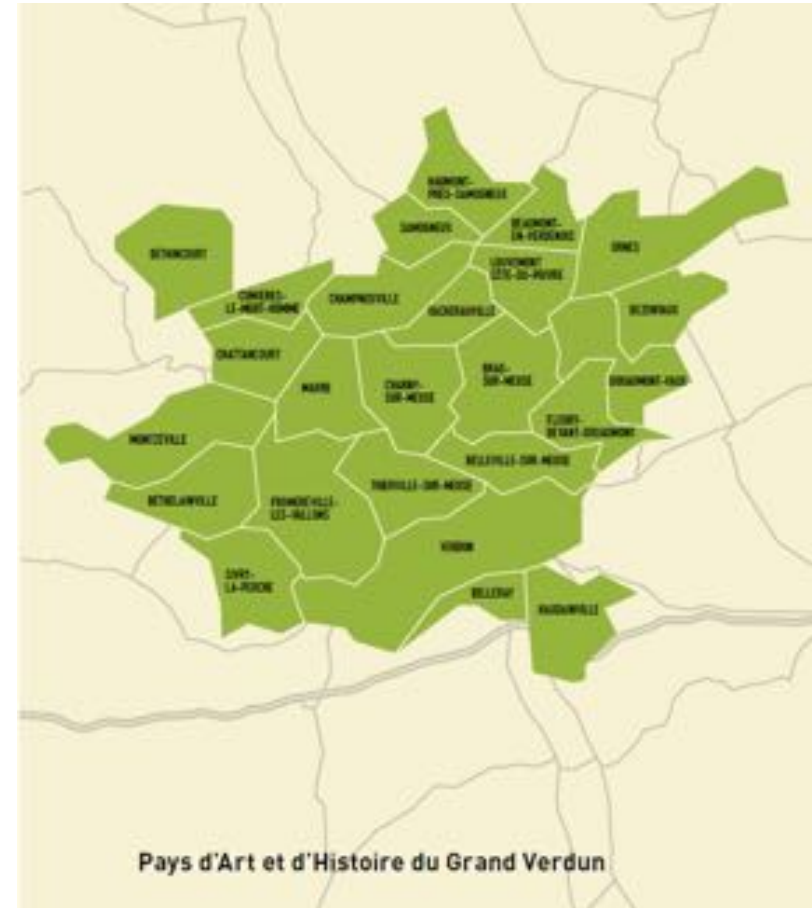 HAUMONT-
PRÈS-SAMOGNEUX
SAMOGNEUX
BEAUMONT-
EN-VERDUNOIS
ORNES
BÉTHINCOURT
LOUVEMONT
CÔTE-DU-POIVRE
CUMIÈRES-
LE-MORT-HOMME
CHAMPNEUVILLE
VACHERAUVILLE
BEZONVAUX
CHATTANCOURT
MARRE
CHARNY-
SUR-MEUSE
BRAS-
SUR-MEUSE
DOUAUMONT-VAUX
MONTZÉVILLE
FLEURY-
DEVANT-DOUAUMONT
BELLEVILLE-SUR-MEUSE
BÉTHELAINVILLE
FROMERÉVILLE-
LES-VALLONS
THIERVILLE-SUR-MEUSE
VERDUN
SIVRY-
LA-PERCHE
BELLERAY
HAUDAINVILLE
Pays d'Art et d'Histoire du Grand Verdun